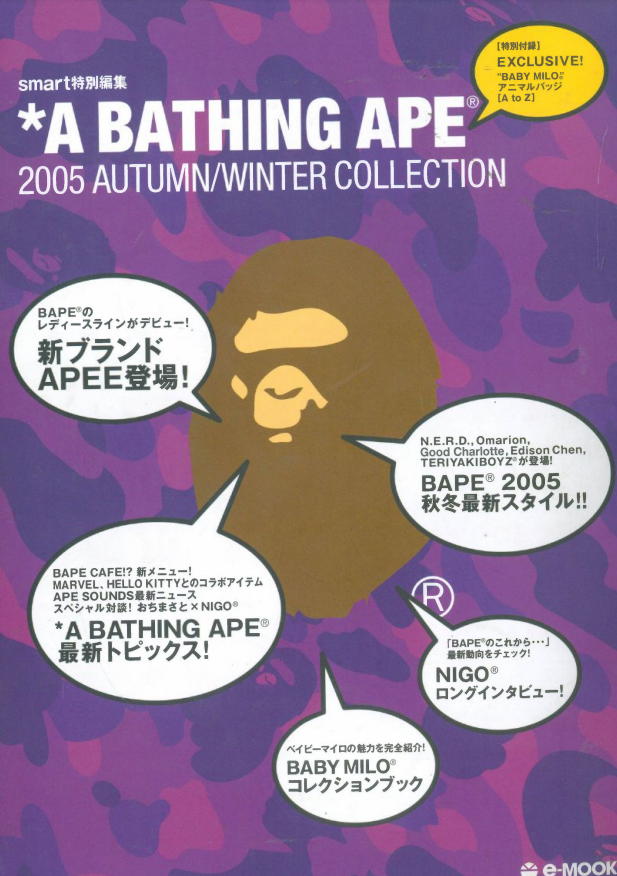 smart特別編集
*A BATHING APE®
2005 AUTUMN/WINTER COLLECTION
【特別付録】
EXCLUSIVE!
"BABY MILO®"
アニマルバッジ
[A to Z]
BAPE®の
レディースラインがデビュー!
新ブランド
APEE登場!
N.E.R.D., Omarion,
Good Charlotte, Edison Chen,
TERIYAKIBOYZ®が登場!
BAPE® 2005
秋冬最新スタイル!!
BAPE CAFE!? 新メニュー!
MARVEL、HELLO KITTYとのコラボアイテム
APE SOUNDS最新ニュース
スペシャル対談! おちまさと×NIGO®
*A BATHING APE®
最新トピックス!
®
「BAPE®のこれから・・・」
最新動向をチェック!
NIGO®
ロングインタビュー!
ベイビーマイロの魅力を完全紹介!
BABY MILO®
コレクションブック
e-MOOK